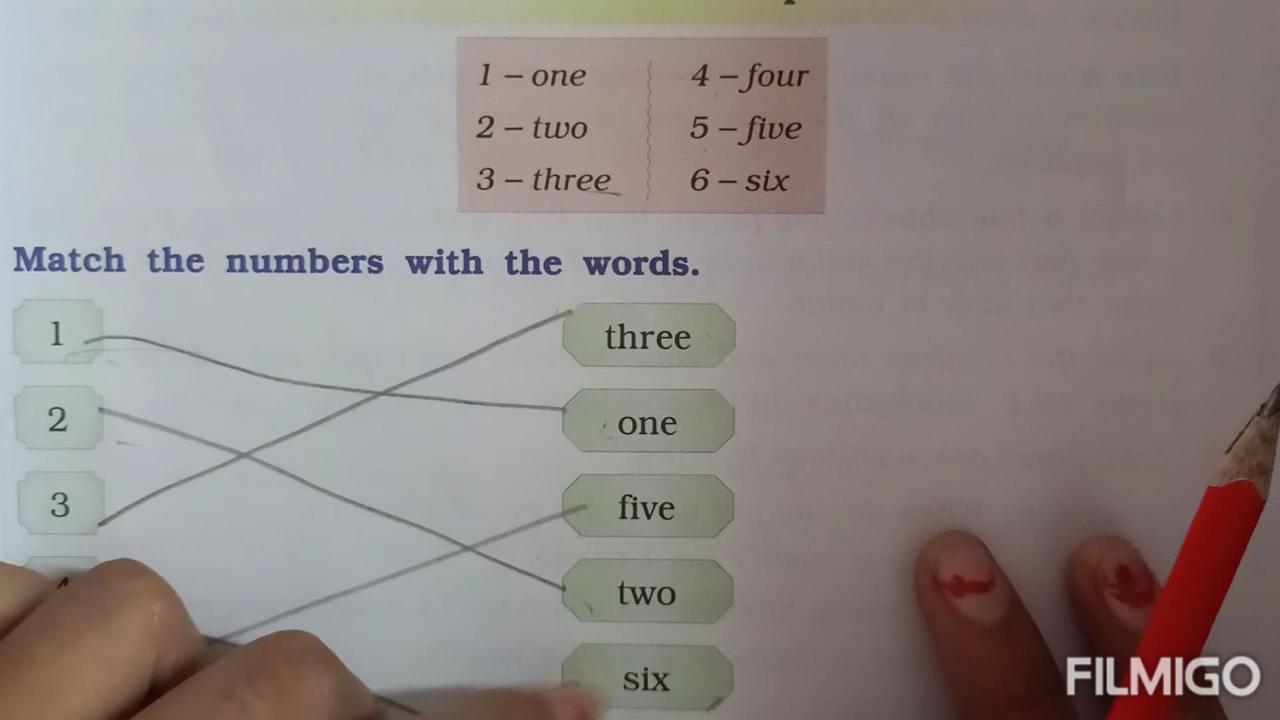 1 – one
4 – four
2 – two
5 – five
3 – three
6 – six
Match the numbers with the words.
1
three
2
one
3
five
two
six
FILMIGO